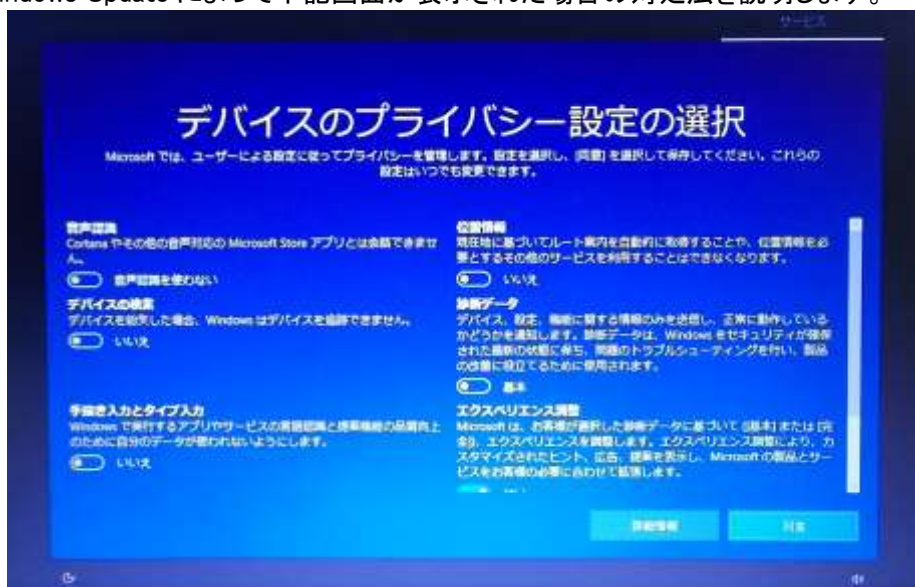 ndows Update によって下記画面が表示された場合の対処法を説明します。
サービス
デバイスのプライバシー設定の選択
Microsoft では、ユーザーによる設定に従ってプライバシーを管理します。設定を選択し、[同意] を選択して保存してください。これらの
設定はいつでも変更できます。
音声認識
Cortana やその他の音声対応の Microsoft Store アプリとは会話できませ
ん。
音声認識を使わない
デバイスの検索
デバイスを紛失した場合、Windows はデバイスを追跡できません。
いいえ
手書き入力とタイプ入力
Windows で実行するアプリやサービスの言語認識と提案機能の品質向上
のために自分のデータが使われないようにします。
いいえ
位置情報
現在地に基づいてルート案内を自動的に取得することや、位置情報を必
要とするその他のサービスを利用することはできなくなります。
いいえ
診断データ
デバイス、設定、機能に関する情報のみを送信し、正常に動作している
かどうかを通知します。診断データは、Windows をセキュリティが確保
された最新の状態に保ち、問題のトラブルシューティングを行い、製品
の改善に役立てるために使用されます。
基本
エクスペリエンス調整
Microsoft は、お客様が選択した診断データに基づいて ([基本] または [完
全])、エクスペリエンスを調整します。エクスペリエンス調整により、カ
スタマイズされたヒント、広告、提案を表示し、Microsoft の製品とサー
ビスをお客様の必要に合わせて拡張します。
詳細情報
同意